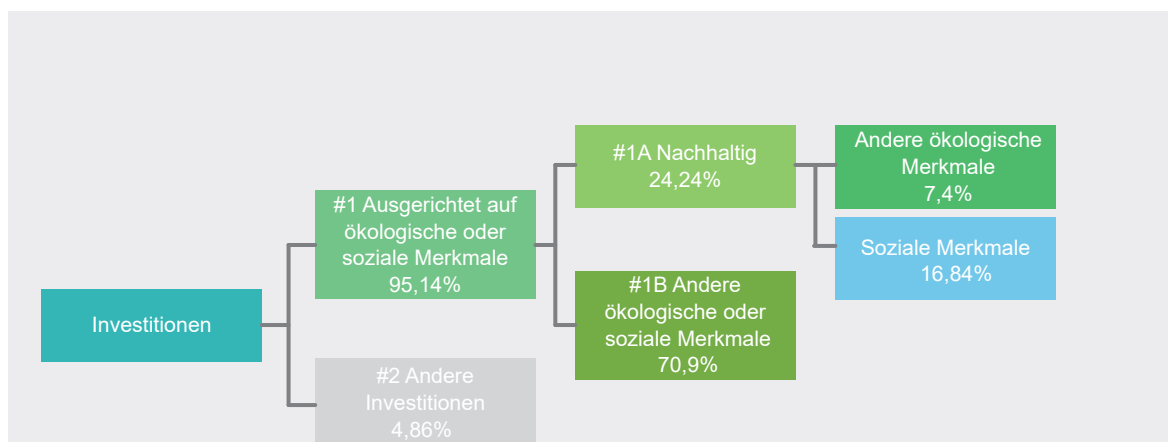 Investitionen
#1 Ausgerichtet auf
ökologische oder
soziale Merkmale
95,14%
#2 Andere
Investitionen
4,86%
#1A Nachhaltig
24,24%
#1B Andere
ökologische oder
soziale Merkmale
70,9%
Andere ökologische
Merkmale
7,4%
Soziale Merkmale
16,84%